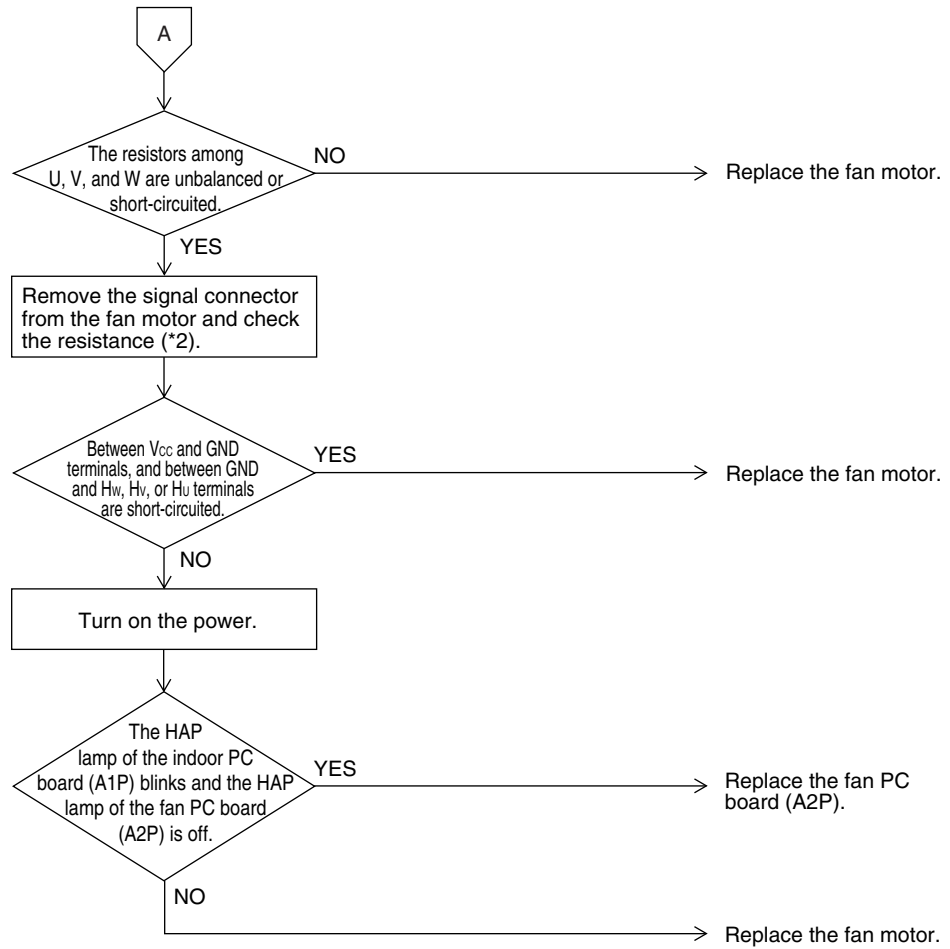 A
The resistors among
U, V, and W are unbalanced or
short-circuited.
NO
Replace the fan motor.
YES
Remove the signal connector
from the fan motor and check
the resistance (*2).
Between Vcc and GND
terminals, and between GND
and Hw, Hv, or Hu terminals
are short-circuited.
YES
Replace the fan motor.
NO
Turn on the power.
The HAP
lamp of the indoor PC
board (A1P) blinks and the HAP
lamp of the fan PC board
(A2P) is off.
YES
Replace the fan PC
board (A2P).
NO
Replace the fan motor.